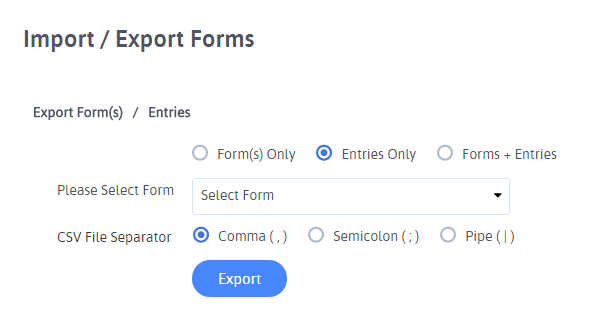 Import / Export Forms
Export Form(s) / Entries
Form(s) Only Entries Only Forms + Entries
Please Select Form Select Form
CSV File Separator Comma ( , ) Semicolon ( ; ) Pipe ( | )
Export